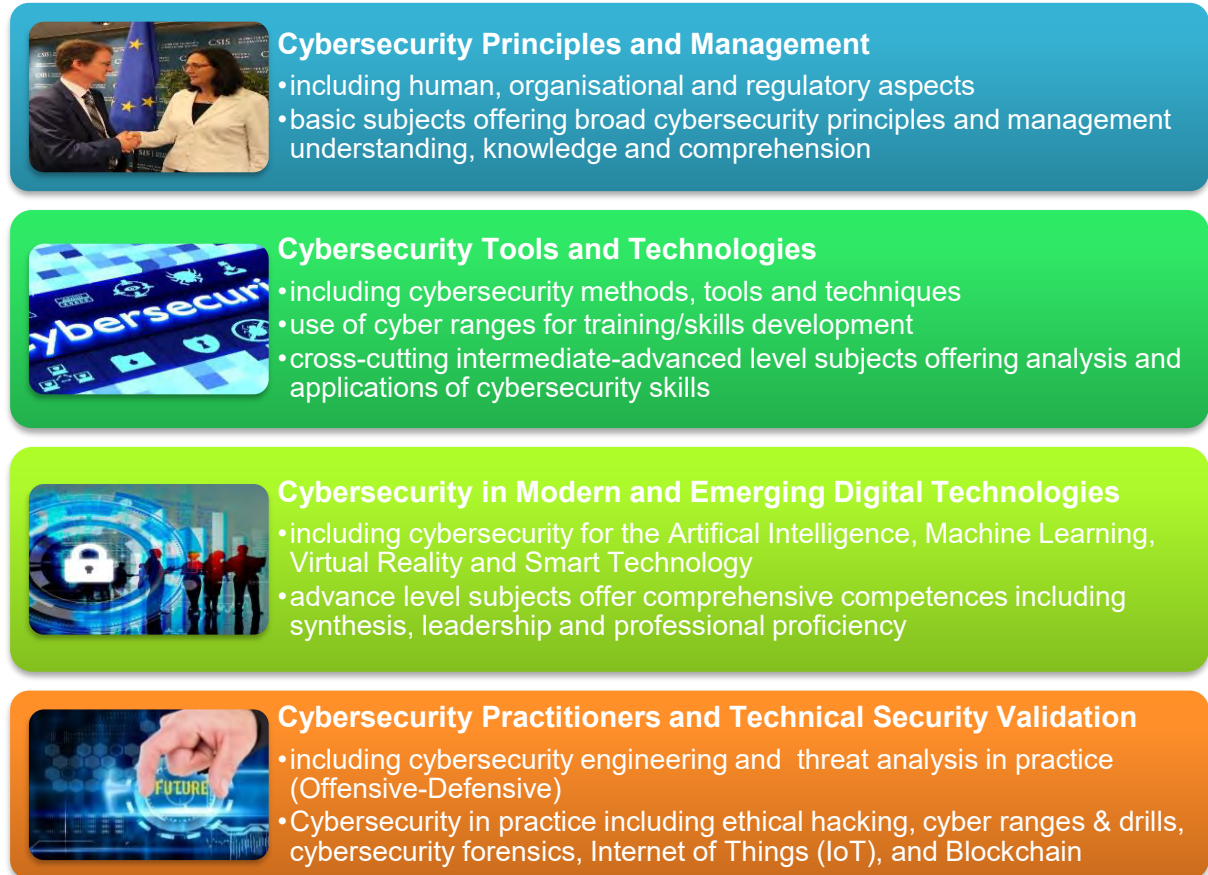 CSIS
Cybersecurity Principles and Management
•including human, organisational and regulatory aspects
•basic subjects offering broad cybersecurity principles and management
understanding, knowledge and comprehension
ybersecuri
Cybersecurity Tools and Technologies
•including cybersecurity methods, tools and techniques
•use of cyber ranges for training/skills development
•cross-cutting intermediate-advanced level subjects offering analysis and
applications of cybersecurity skills
Cybersecurity in Modern and Emerging Digital Technologies
•including cybersecurity for the Artifical Intelligence, Machine Learning,
Virtual Reality and Smart Technology
•advance level subjects offer comprehensive competences including
synthesis, leadership and professional proficiency
FUTURE
Cybersecurity Practitioners and Technical Security Validation
•including cybersecurity engineering and  threat analysis in practice
(Offensive-Defensive)
•Cybersecurity in practice including ethical hacking, cyber ranges & drills,
cybersecurity forensics, Internet of Things (IoT), and Blockchain